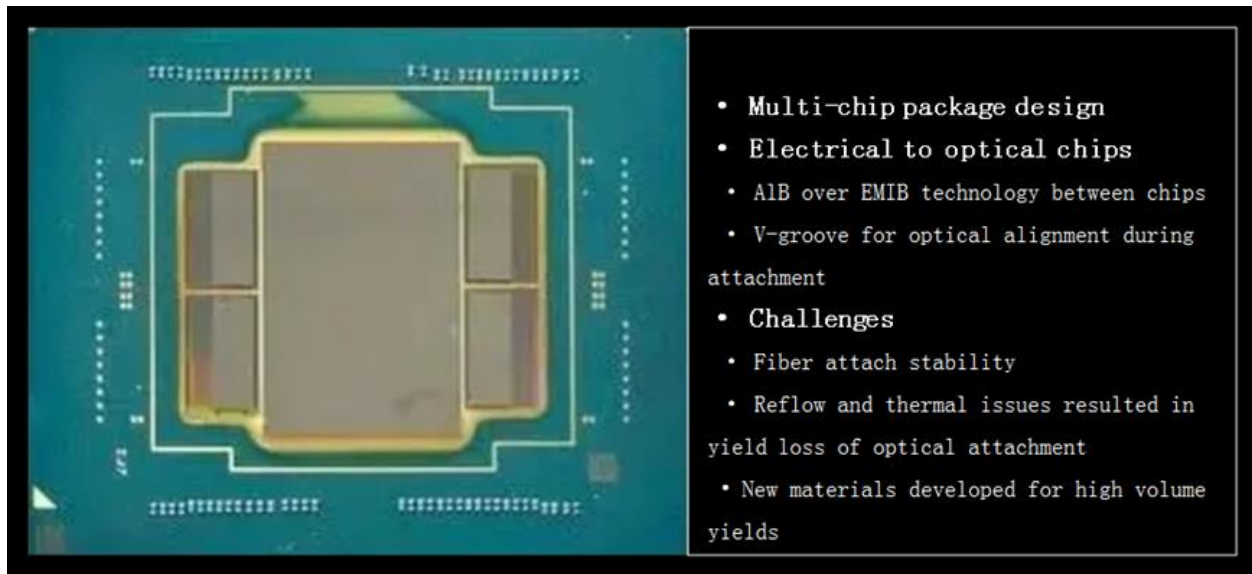 • Multi-chip package design
• Electrical to optical chips
• AlB over EMIB technology between chips
• V-groove for optical alignment during
attachment
• Challenges
• Fiber attach stability
• Reflow and thermal issues resulted in
yield loss of optical attachment
• New materials developed for high volume
yields